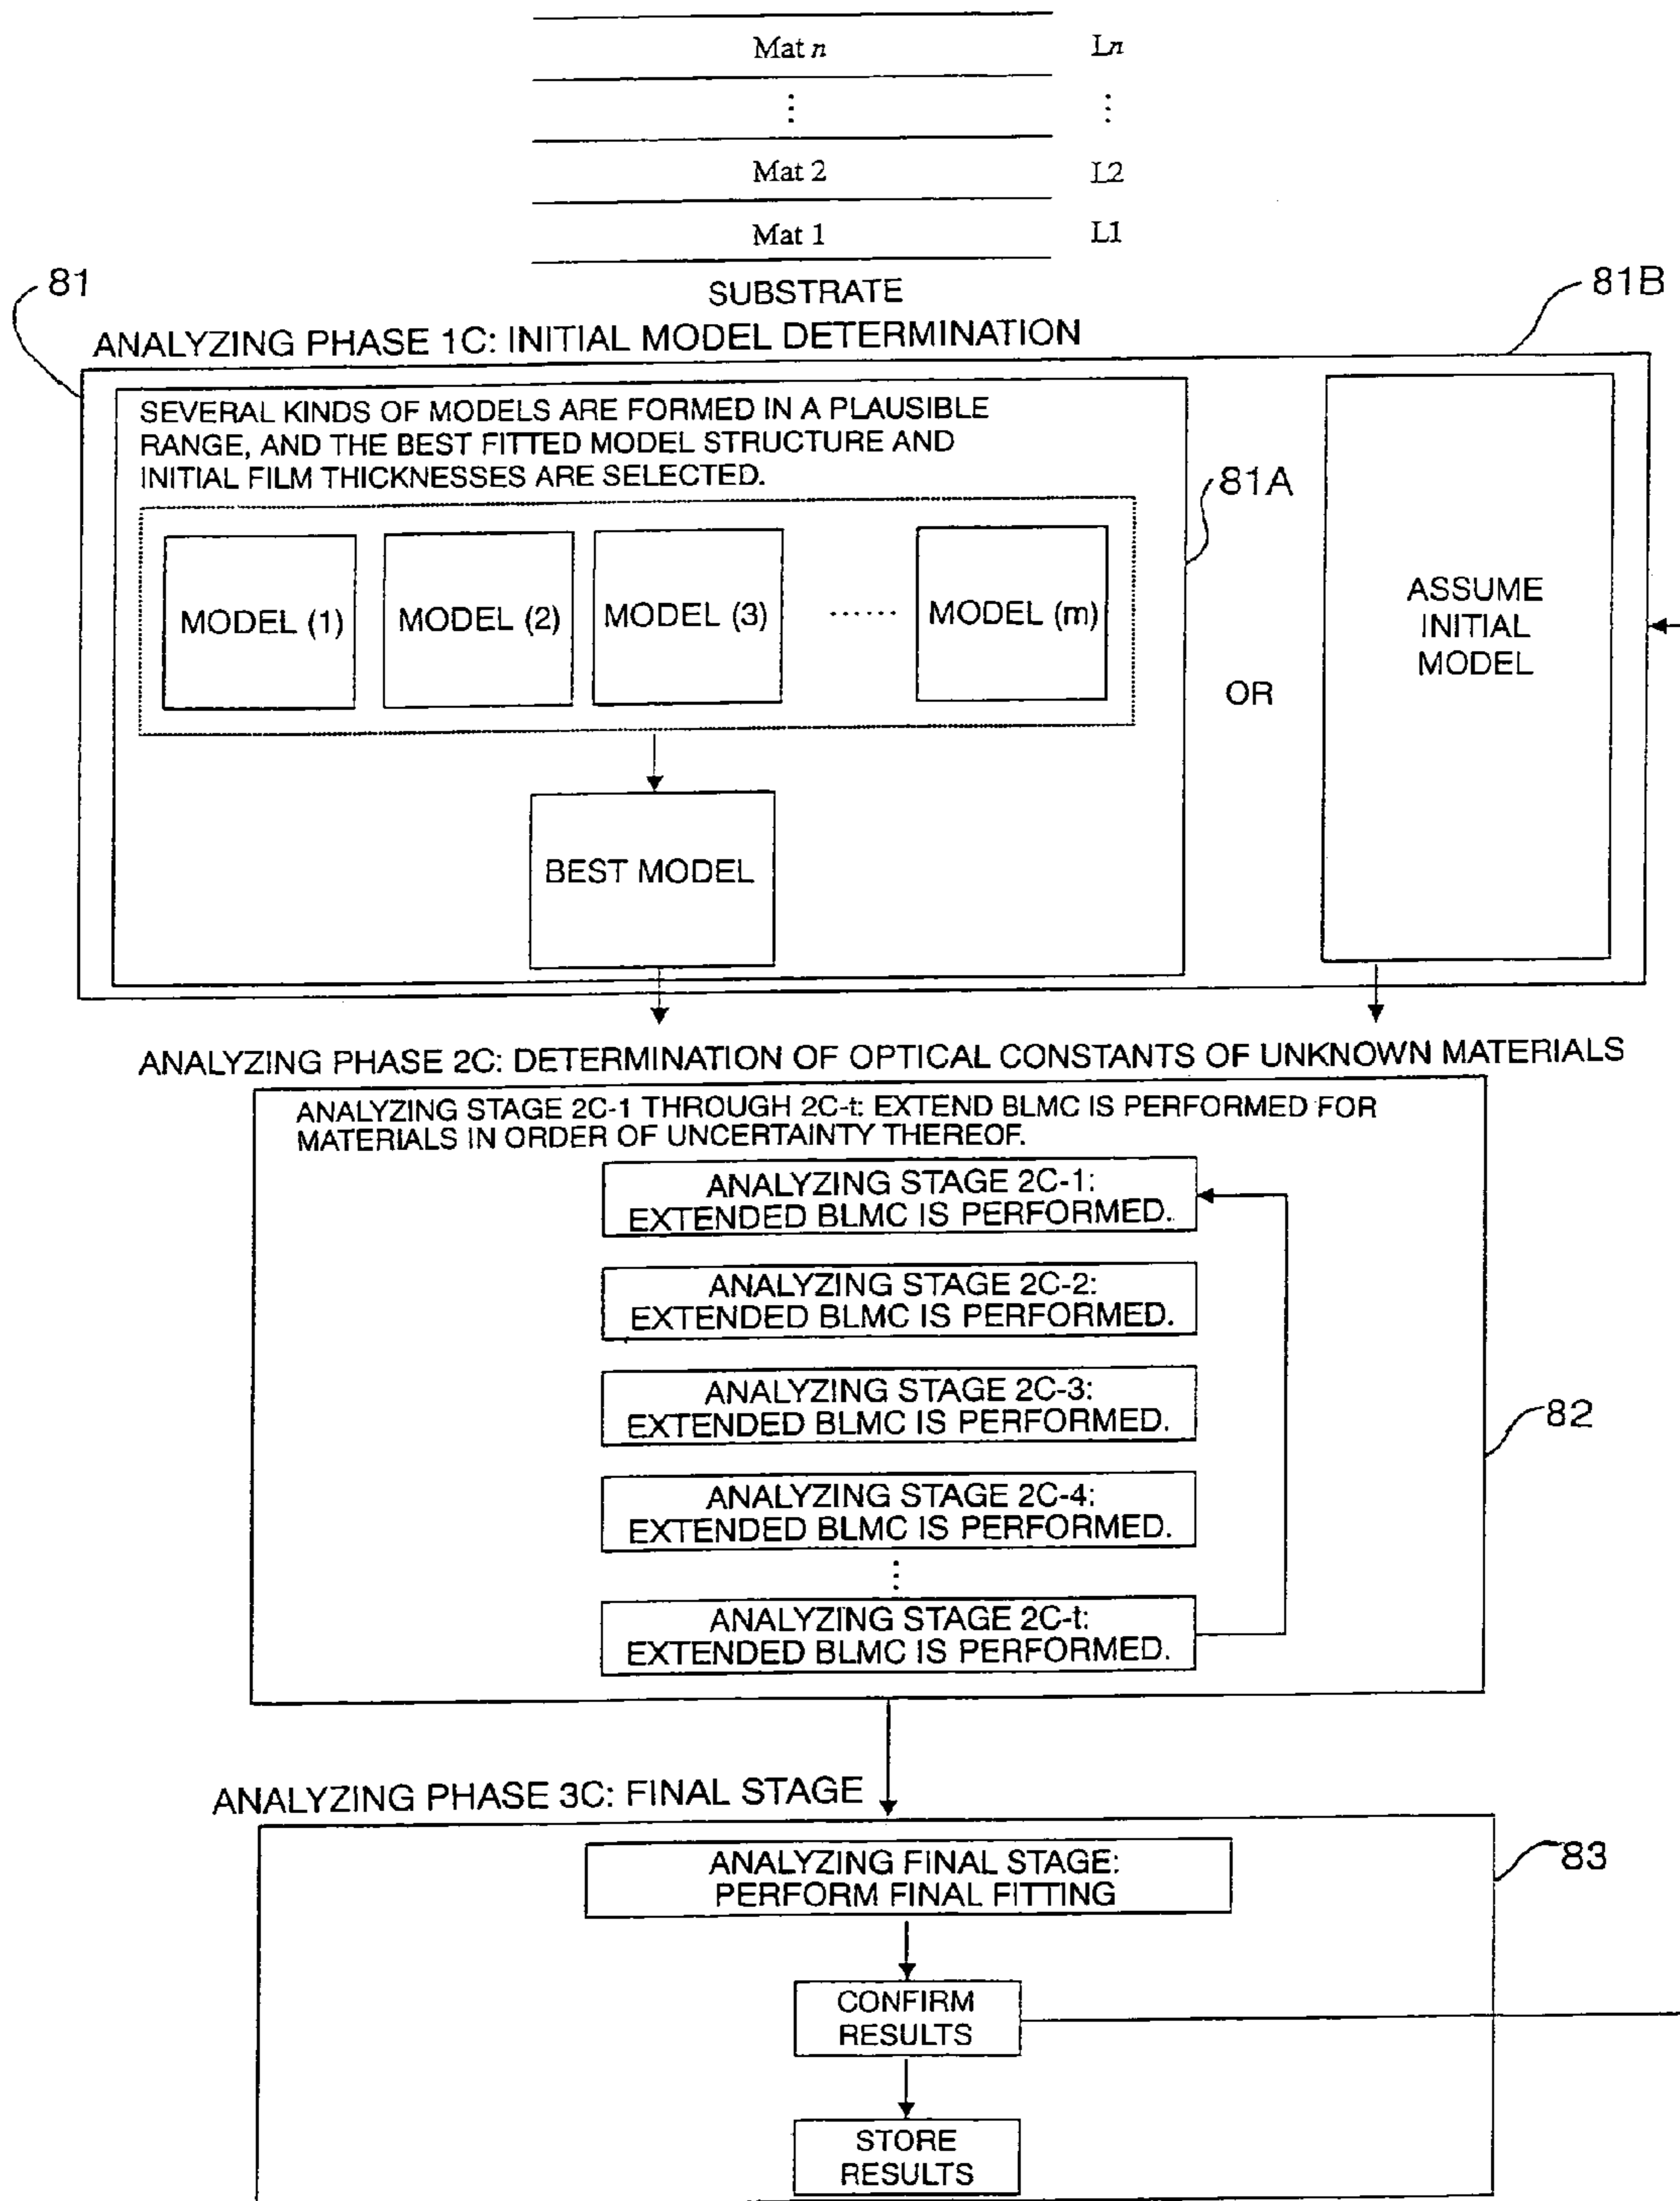 Mat n Ln
⋮ ⋮
Mat 2 L2
Mat 1 L1
SUBSTRATE
81
81B
ANALYZING PHASE 1C: INITIAL MODEL DETERMINATION
SEVERAL KINDS OF MODELS ARE FORMED IN A PLAUSIBLE
RANGE, AND THE BEST FITTED MODEL STRUCTURE AND
INITIAL FILM THICKNESSES ARE SELECTED.
81A
MODEL (1) MODEL (2) MODEL (3) ...... MODEL (m)
BEST MODEL
OR
ASSUME
INITIAL
MODEL
ANALYZING PHASE 2C: DETERMINATION OF OPTICAL CONSTANTS OF UNKNOWN MATERIALS
ANALYZING STAGE 2C-1 THROUGH 2C-t: EXTEND BLMC IS PERFORMED FOR
MATERIALS IN ORDER OF UNCERTAINTY THEREOF.
ANALYZING STAGE 2C-1:
EXTENDED BLMC IS PERFORMED.
ANALYZING STAGE 2C-2:
EXTENDED BLMC IS PERFORMED.
ANALYZING STAGE 2C-3:
EXTENDED BLMC IS PERFORMED.
82
ANALYZING STAGE 2C-4:
EXTENDED BLMC IS PERFORMED.
⋮
ANALYZING STAGE 2C-t:
EXTENDED BLMC IS PERFORMED.
ANALYZING PHASE 3C: FINAL STAGE
83
ANALYZING FINAL STAGE:
PERFORM FINAL FITTING
CONFIRM
RESULTS
STORE
RESULTS